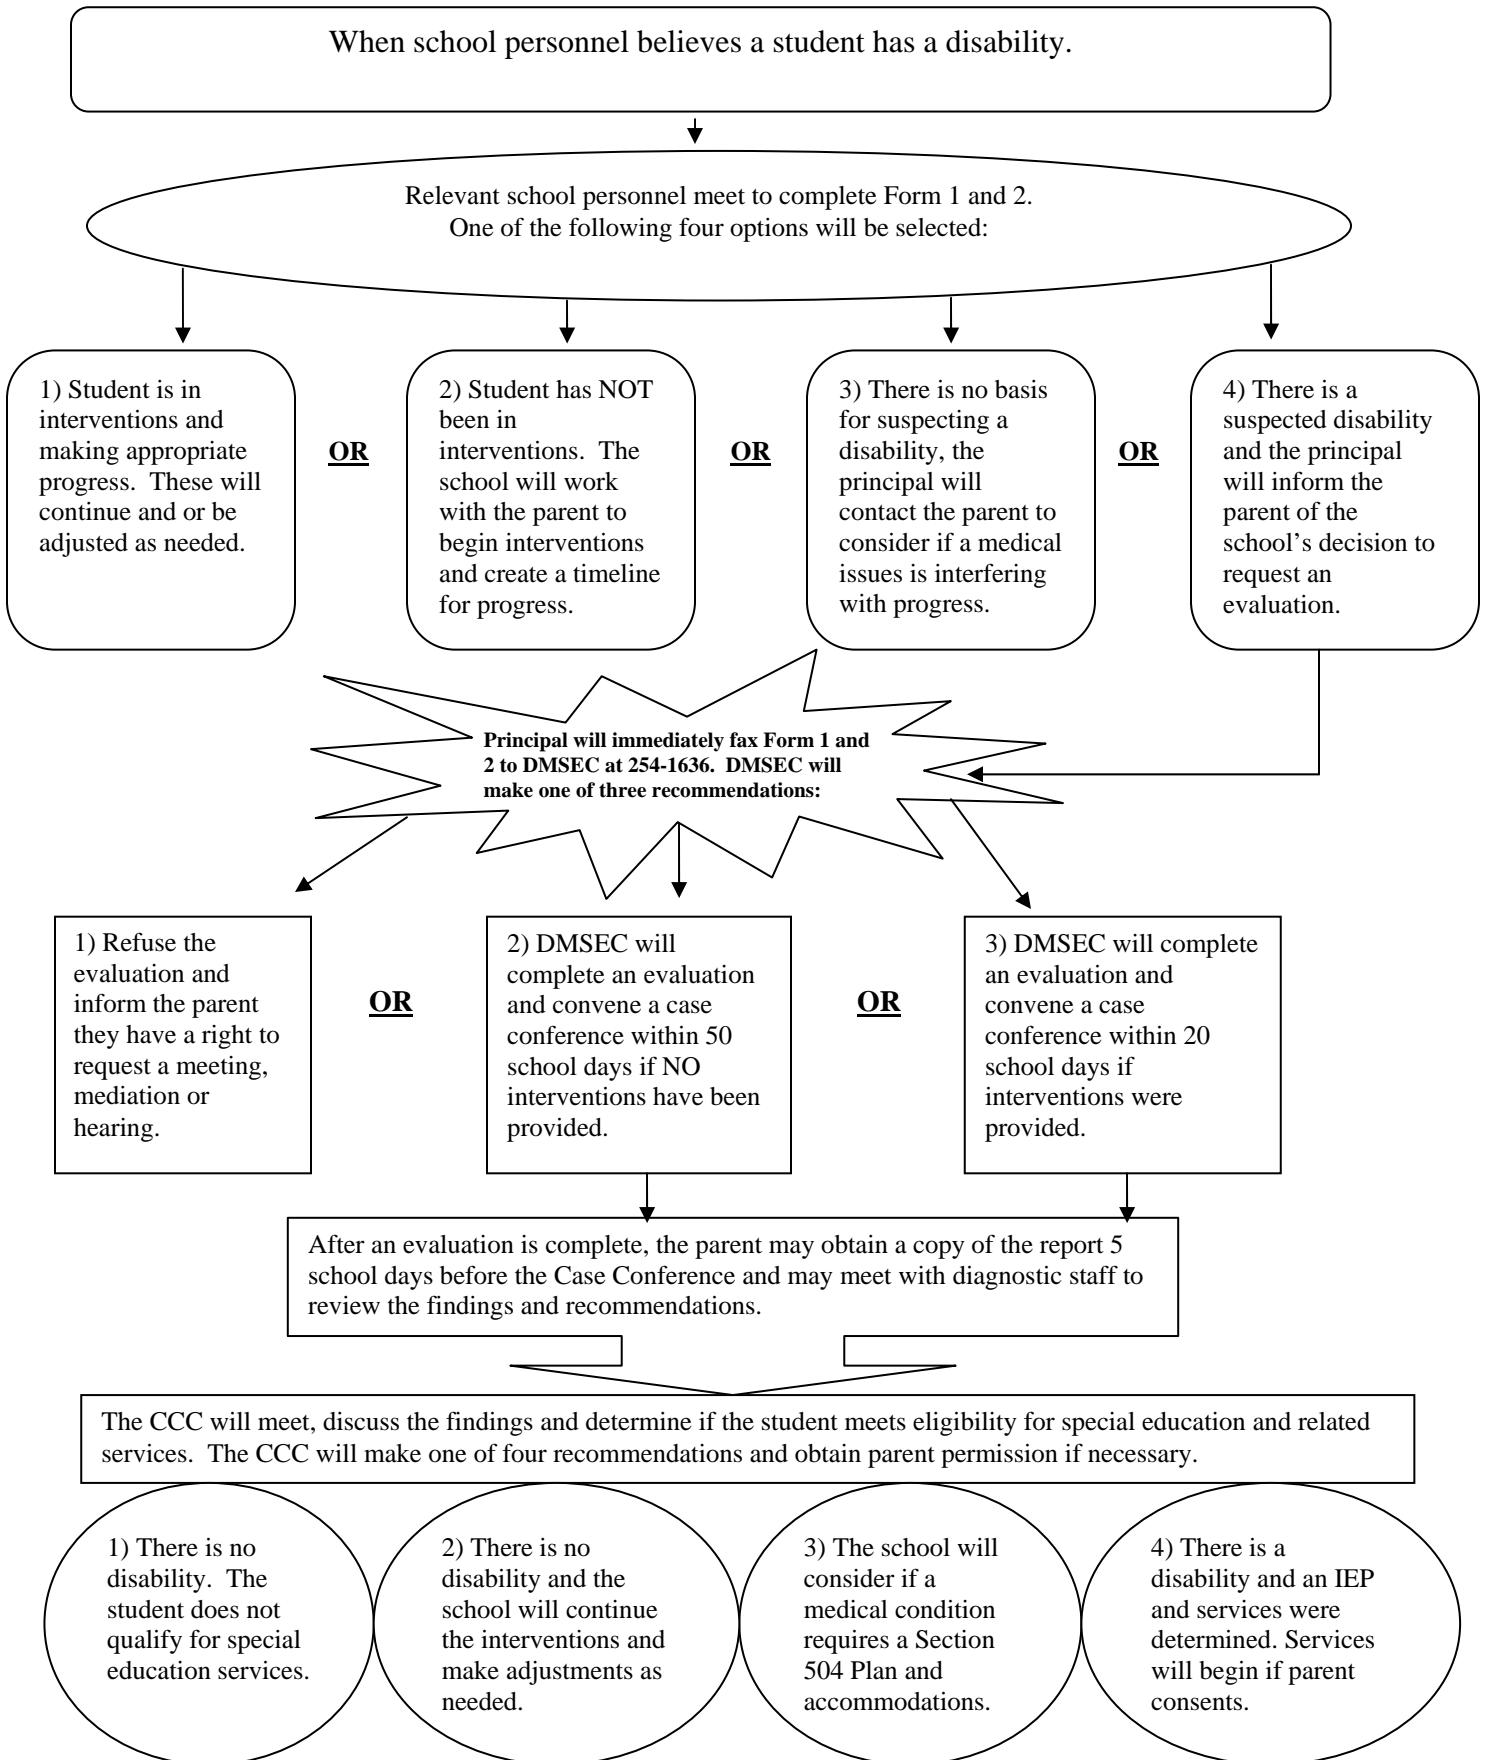 When school personnel believes a student has a disability.
Relevant school personnel meet to complete Form 1 and 2.
One of the following four options will be selected:
1) Student is in
interventions and
making appropriate
progress.  These will
continue and or be
adjusted as needed.
OR
2) Student has NOT
been in
interventions.  The
school will work
with the parent to
begin interventions
and create a timeline
for progress.
OR
3) There is no basis
for suspecting a
disability, the
principal will
contact the parent to
consider if a medical
issues is interfering
with progress.
OR
4) There is a
suspected disability
and the principal
will inform the
parent of the
school’s decision to
request an
evaluation.
Principal will immediately fax Form 1 and
2 to DMSEC at 254-1636.  DMSEC will
make one of three recommendations:
1) Refuse the
evaluation and
inform the parent
they have a right to
request a meeting,
mediation or
hearing.
OR
2) DMSEC will
complete an evaluation
and convene a case
conference within 50
school days if NO
interventions have been
provided.
OR
3) DMSEC will complete
an evaluation and
convene a case
conference within 20
school days if
interventions were
provided.
After an evaluation is complete, the parent may obtain a copy of the report 5
school days before the Case Conference and may meet with diagnostic staff to
review the findings and recommendations.
The CCC will meet, discuss the findings and determine if the student meets eligibility for special education and related
services.  The CCC will make one of four recommendations and obtain parent permission if necessary.
1) There is no
disability.  The
student does not
qualify for special
education services.
2) There is no
disability and the
school will continue
the interventions and
make adjustments as
needed.
3) The school will
consider if a
medical condition
requires a Section
504 Plan and
accommodations.
4) There is a
disability and an IEP
and services were
determined. Services
will begin if parent
consents.